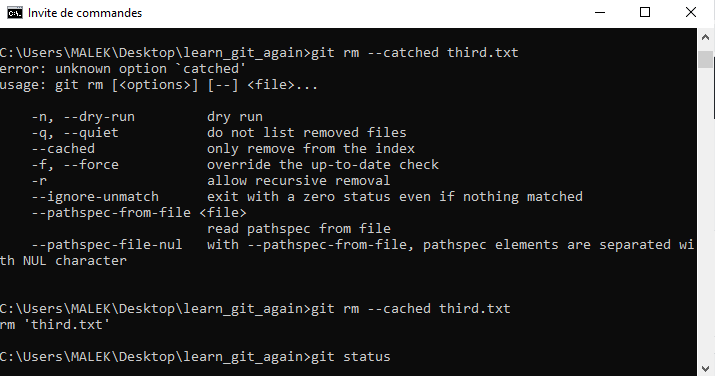 Invite de commandes
C:\Users\MALEK\Desktop\learn_git_again>git rm --catched third.txt
error: unknown option `catched'
usage: git rm [<options>] [--] <file>...
-n, --dry-run dry run
-q, --quiet do not list removed files
--cached only remove from the index
-f, --force override the up-to-date check
-r allow recursive removal
--ignore-unmatch exit with a zero status even if nothing matched
--pathspec-from-file <file>
read pathspec from file
--pathspec-file-nul with --pathspec-from-file, pathspec elements are separated wi
th NUL character
C:\Users\MALEK\Desktop\learn_git_again>git rm --cached third.txt
rm 'third.txt'
C:\Users\MALEK\Desktop\learn_git_again>git status